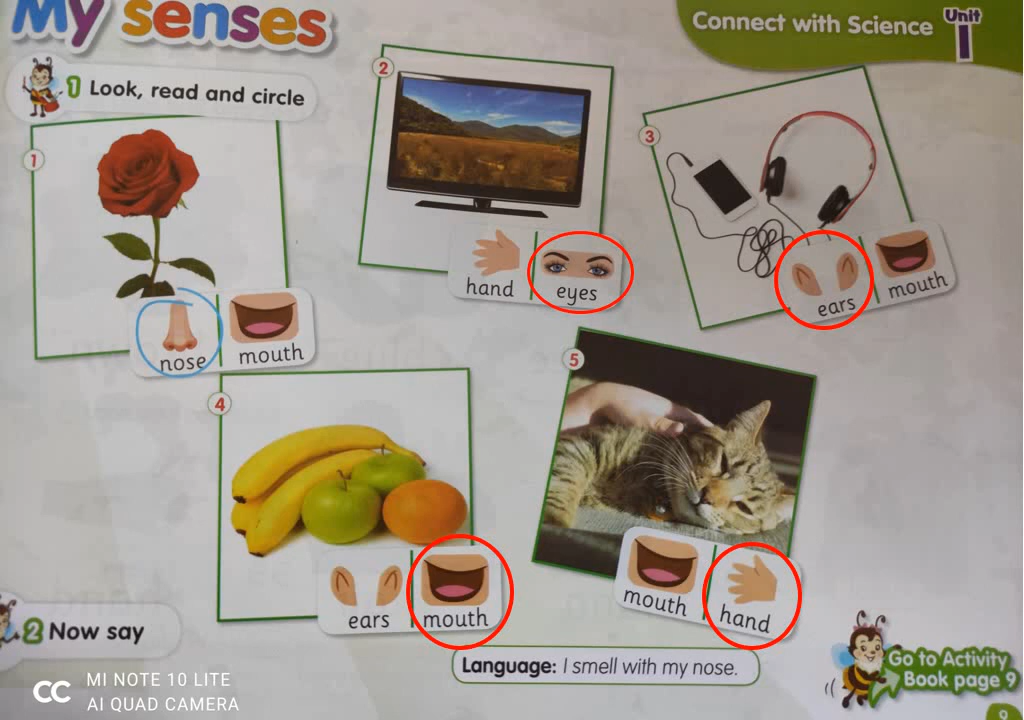 My senses
Connect with Science
Unit
1
1 Look, read and circle
1
nose
mouth
2
hand
eyes
3
ears
mouth
4
ears
mouth
5
mouth
hand
2 Now say
Language: I smell with my nose.
Go to Activity
Book page 9
9
CC
MI NOTE 10 LITE
AI QUAD CAMERA